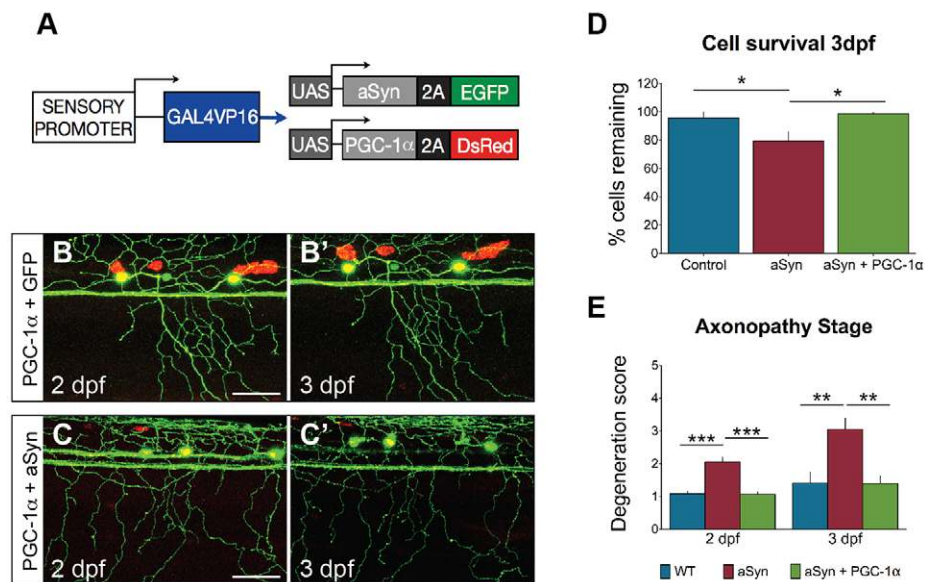 A
SENSORY
PROMOTER
GAL4VP16
UAS aSyn 2A EGFP
UAS PGC-1α 2A DsRed
PGC-1α + GFP
B
2 dpf
B'
3 dpf
PGC-1α + aSyn
C
2 dpf
C'
3 dpf
D
Cell survival 3dpf
% cells remaining
120
100
80
60
40
20
0
*
*
Control aSyn aSyn + PGC-1α
E
Axonopathy Stage
Degeneration score
5
4
3
2
1
0
*** ***
** **
2 dpf 3 dpf
WT aSyn aSyn + PGC-1α